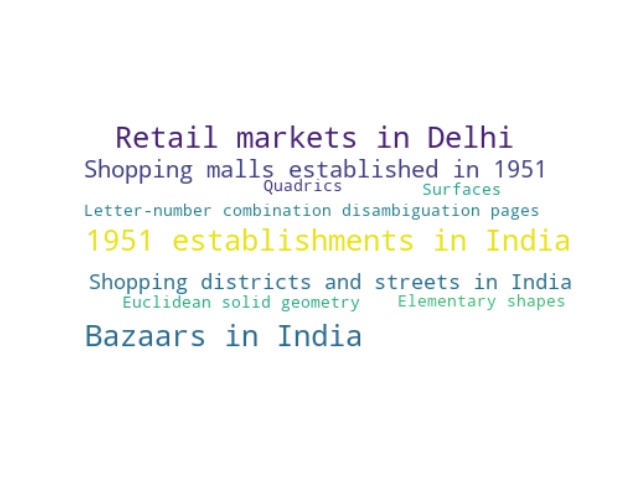 Retail markets in Delhi
Shopping malls established in 1951
Quadrics
Surfaces
Letter-number combination disambiguation pages
1951 establishments in India
Shopping districts and streets in India
Euclidean solid geometry
Elementary shapes
Bazaars in India